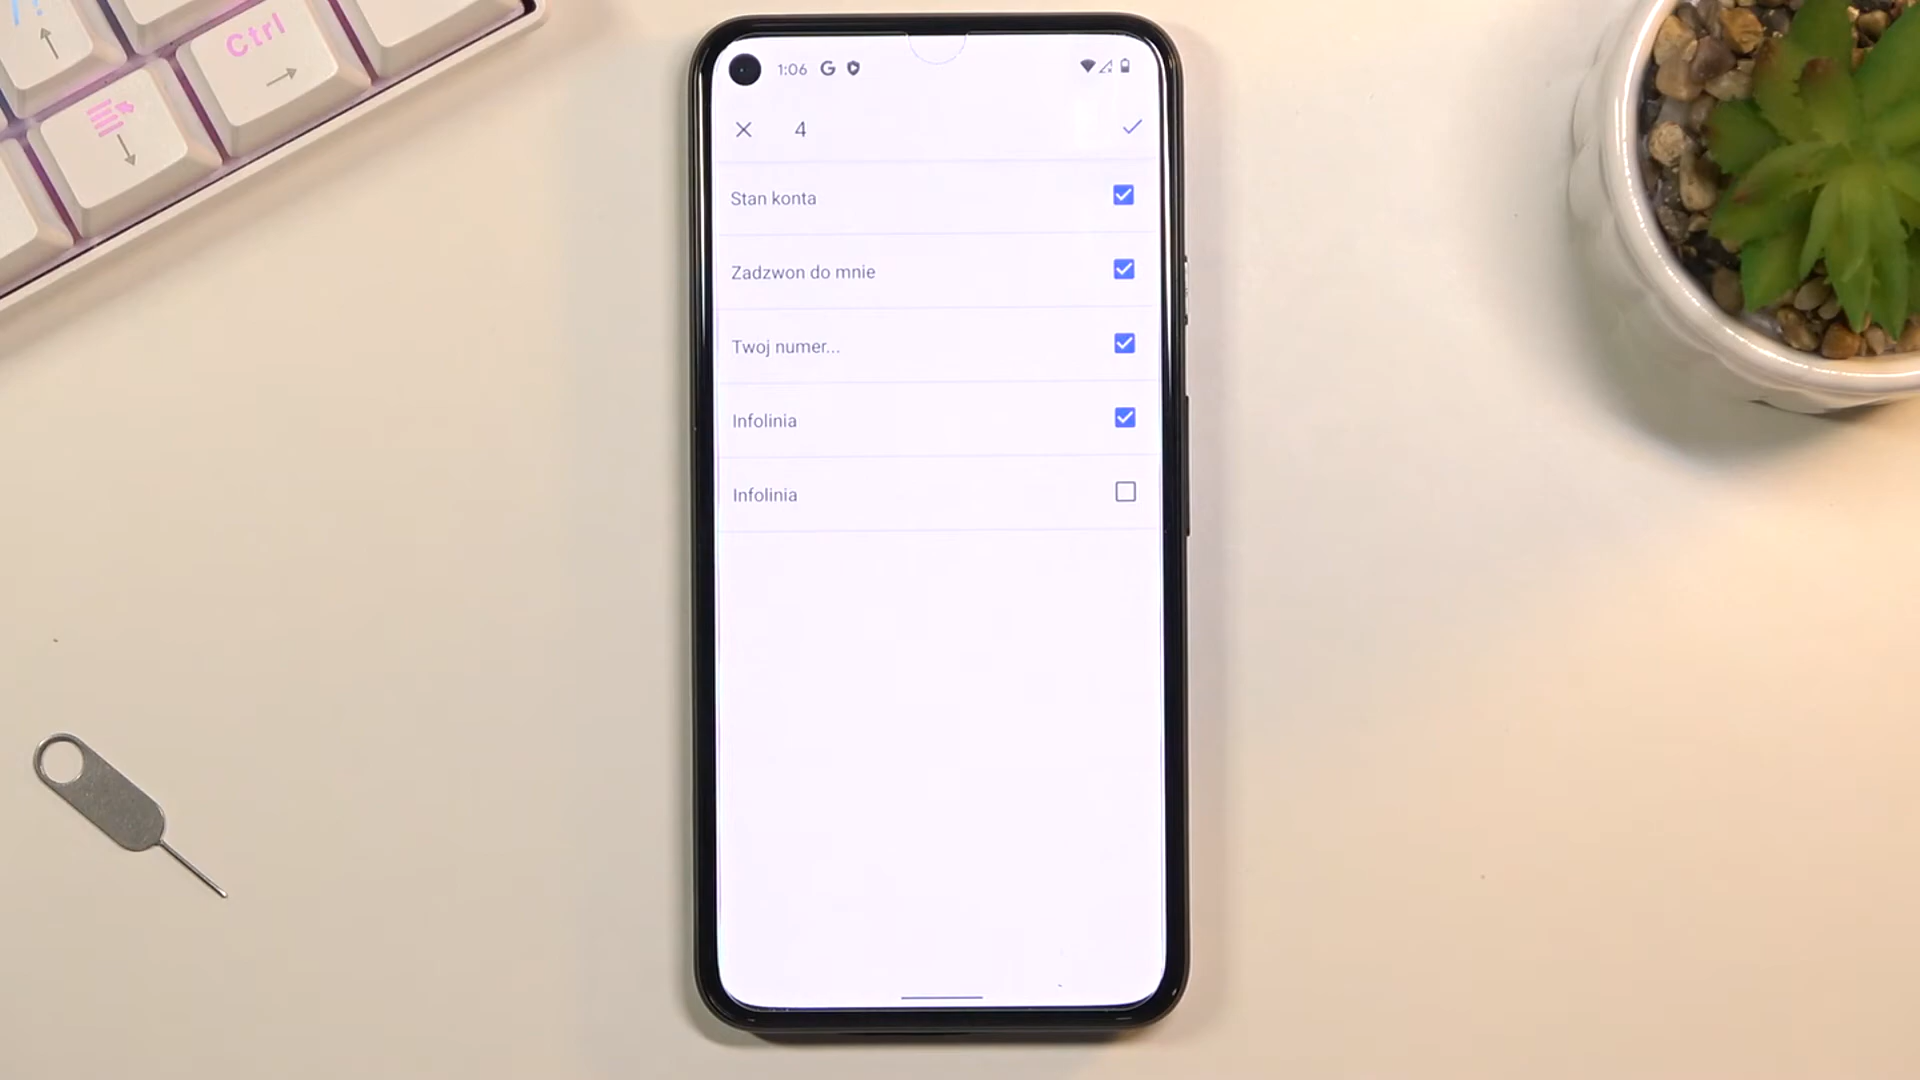 Ctrl
1:06 G
4
Stan konta
Zadzwon do mnie
Twoj numer...
Infolinia
Infolinia